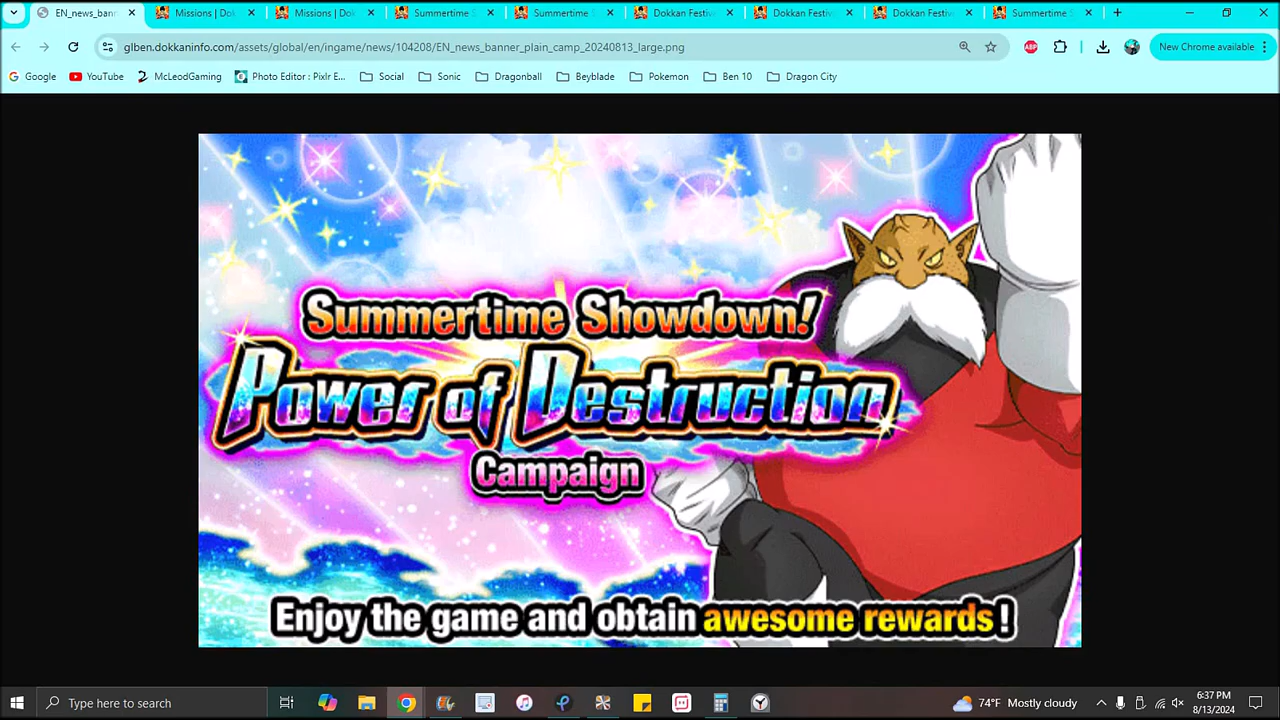 EN_news_bann
Missions | Dok
Missions | Dok
Summertime S
Summertime
Dokkan Festiv
Dokkan Festiv
Dokkan Festiv
Summertime S
glben.dokkaninfo.com/assets/global/en/ingame/news/104208/EN_news_banner_plain_camp_20240813_large.png
ABP
New Chrome available
Google
YouTube
McLeodGaming
Photo Editor : Pixlr E...
Social
Sonic
Dragonball
Beyblade
Pokemon
Ben 10
Dragon City
Summertime Showdown!
Power of Destruction
Campaign
Enjoy the game and obtain awesome rewards!
Type here to search
74°F Mostly cloudy
6:37 PM
8/13/2024